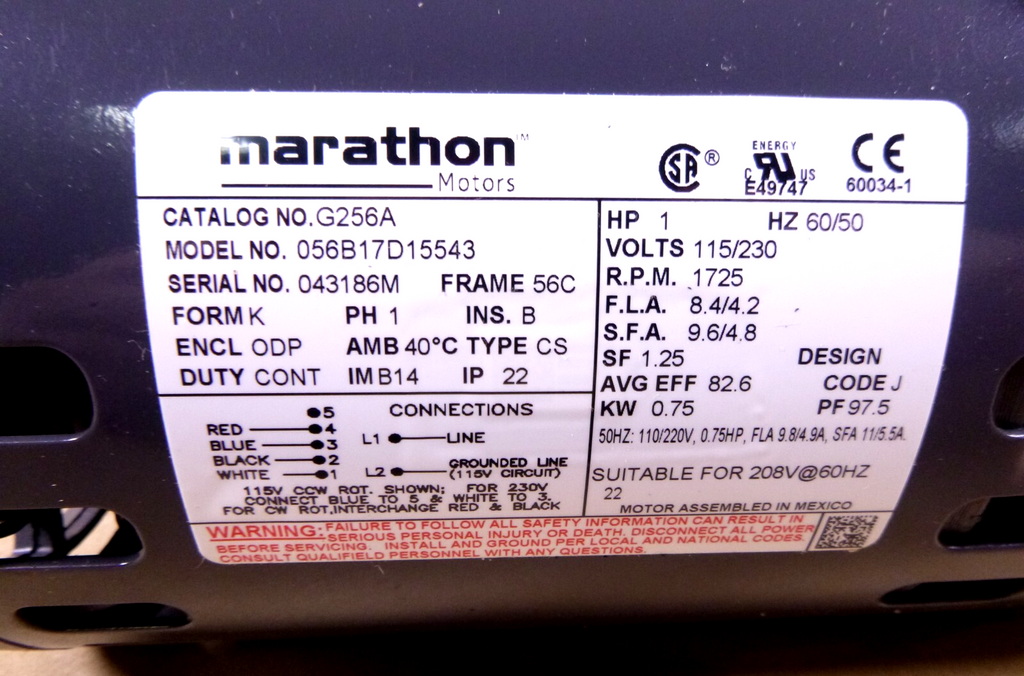 marathon™
Motors
SA ®
ENERGY
C UR US
E49747
CE
60034-1
CATALOG NO. G256A
MODEL NO. 056B17D15543
SERIAL NO. 043186M FRAME 56C
FORM K PH 1 INS. B
ENCL ODP AMB 40°C TYPE CS
DUTY CONT IM B14 IP 22
HP 1 HZ 60/50
VOLTS 115/230
R.P.M. 1725
F.L.A. 8.4/4.2
S.F.A. 9.6/4.8
SF 1.25 DESIGN
AVG EFF 82.6 CODE J
KW 0.75 PF 97.5
50HZ: 110/220V, 0.75HP, FLA 9.8/4.9A, SFA 11/5.5A.
SUITABLE FOR 208V@60HZ
22
MOTOR ASSEMBLED IN MEXICO
CONNECTIONS
5
RED 4
BLUE 3
BLACK 2
WHITE 1
L1 LINE
L2 GROUNDED LINE
(115V CIRCUIT)
115V CCW ROT. SHOWN; FOR 230V
CONNECT BLUE TO 5 & WHITE TO 3.
FOR CW ROT,INTERCHANGE RED & BLACK
WARNING: FAILURE TO FOLLOW ALL SAFETY INFORMATION CAN RESULT IN
SERIOUS PERSONAL INJURY OR DEATH. DISCONNECT ALL POWER
BEFORE SERVICING. INSTALL AND GROUND PER LOCAL AND NATIONAL CODES.
CONSULT QUALIFIED PERSONNEL WITH ANY QUESTIONS.